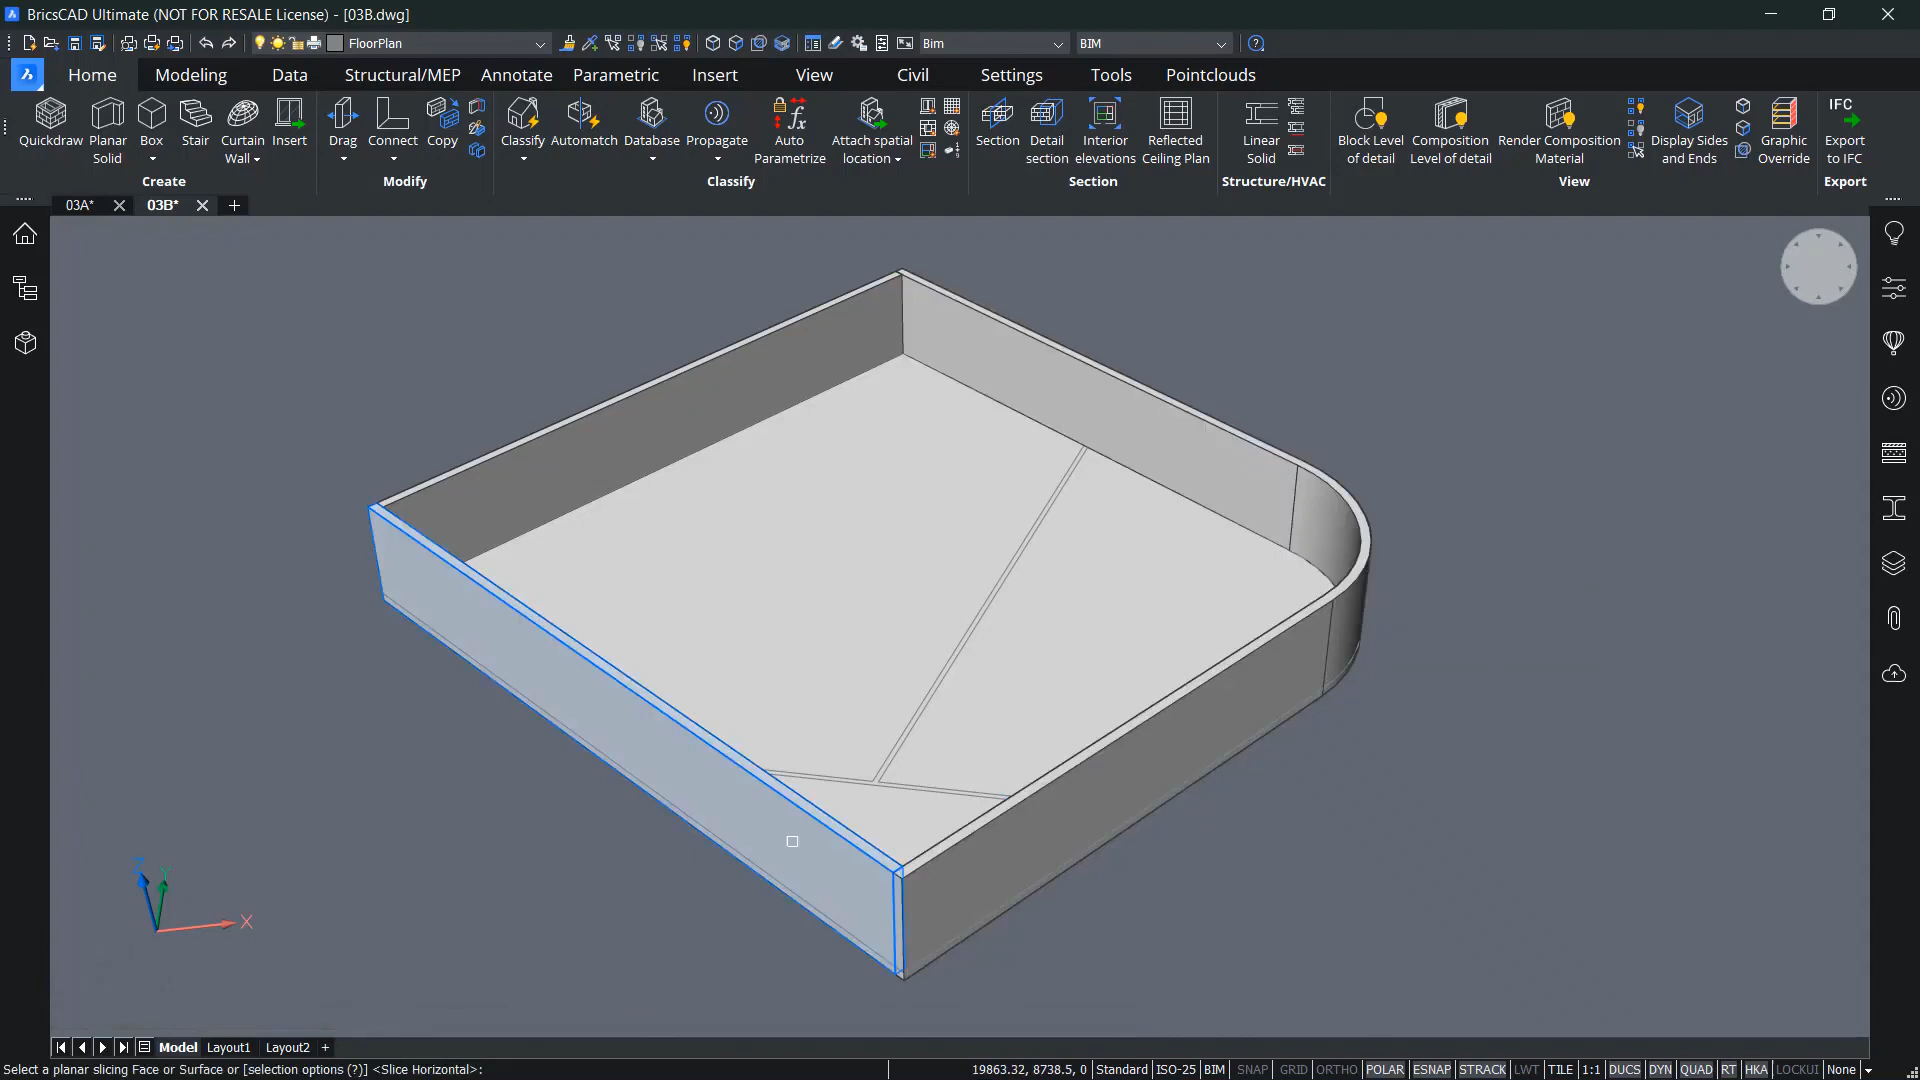 BricsCAD Ultimate (NOT FOR RESALE License) - [03B.dwg]
FloorPlan Bim BIM
Home Modeling Data Structural/MEP Annotate Parametric Insert View Civil Settings Tools Pointclouds
Quickdraw Planar Solid Box Stair Curtain Wall Insert
Create
Drag Connect Copy
Modify
Classify Automatch Database Propagate Auto Parametrize Attach spatial location
Classify
Section Detail section Interior elevations Reflected Ceiling Plan
Section
Linear Solid
Structure/HVAC
Block Level of detail Composition Level of detail Render Composition Material Display Sides and Ends Graphic Override
View
IFC
Export to IFC
Export
03A* 03B*
Z Y X
Model Layout1 Layout2
Select a planar slicing Face or Surface or [selection options (?)] <Slice Horizontal>:
19863.32, 8738.5, 0 Standard ISO-25 BIM SNAP GRID ORTHO POLAR ESNAP STRACK LWT TILE 1:1 DUCS DYN QUAD RT HKA LOCKUI None